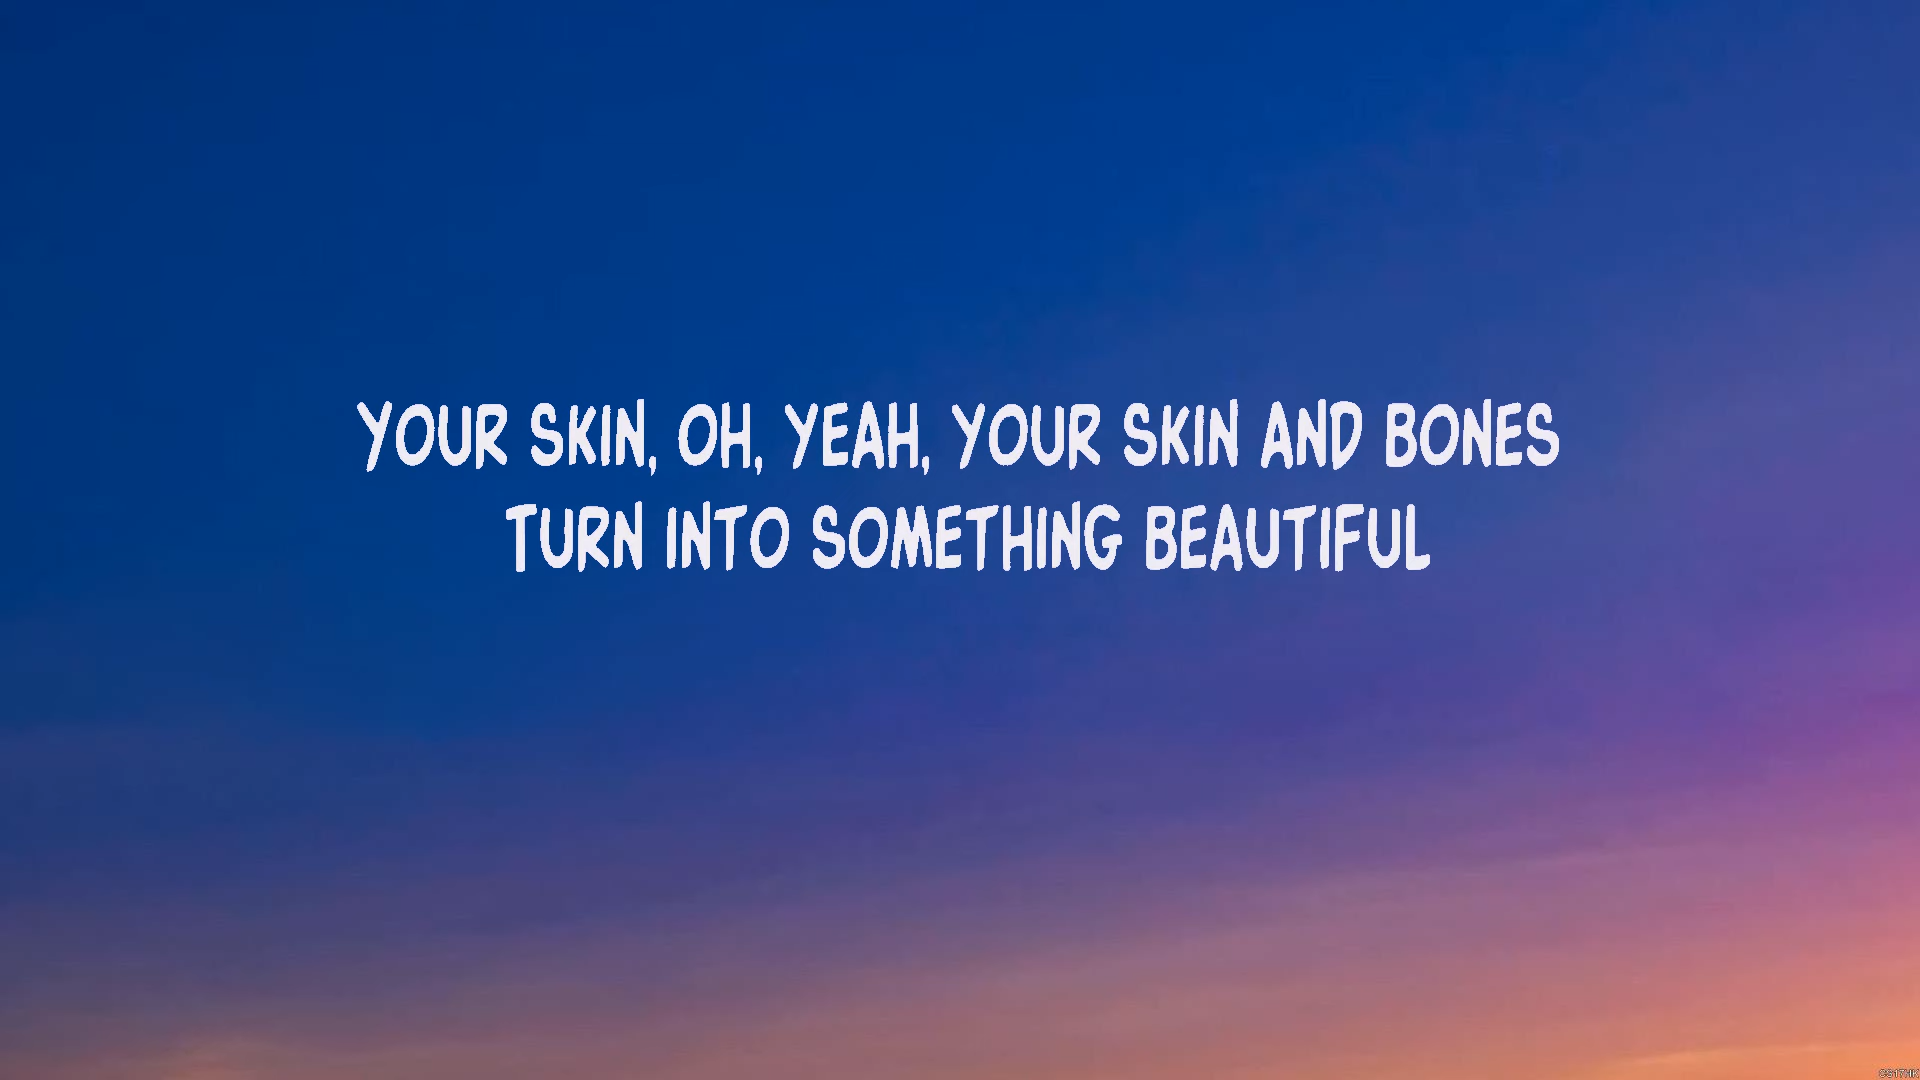 YOUR SKIN, OH, YEAH, YOUR SKIN AND BONES
TURN INTO SOMETHING BEAUTIFUL